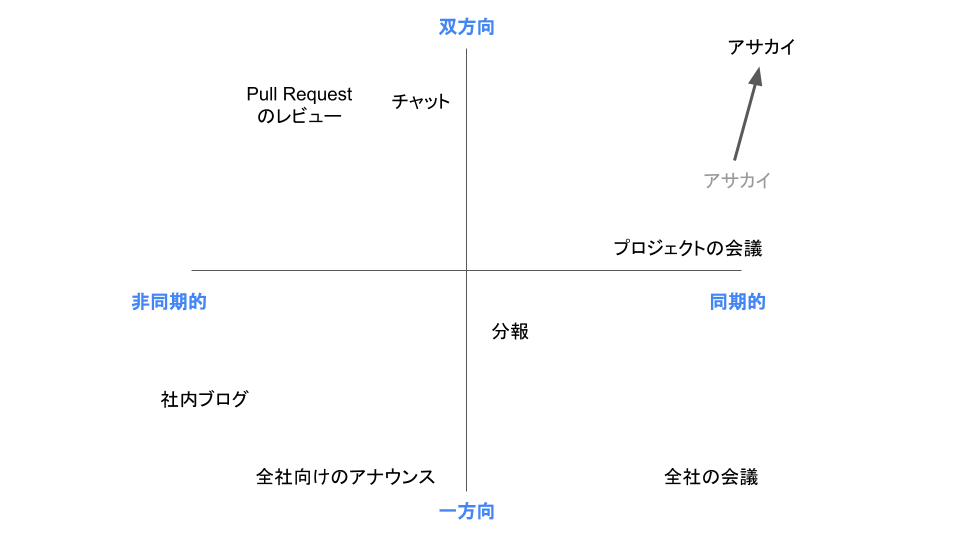 双方向
アサカイ
Pull Request
のレビュー
チャット
アサカイ
プロジェクトの会議
非同期的
同期的
分報
社内ブログ
全社向けのアナウンス
全社の会議
一方向